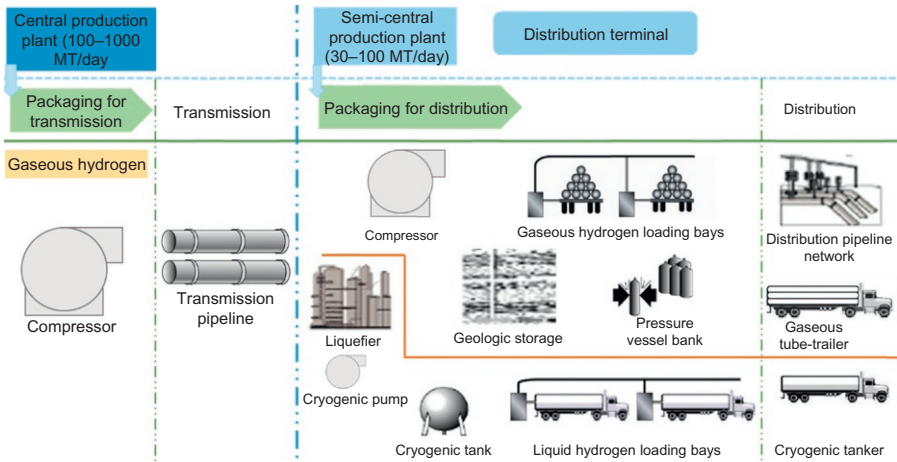 Central production
plant (100–1000
MT/day
Semi-central
production plant
(30–100 MT/day)
Distribution terminal
Packaging for
transmission
Transmission
Packaging for distribution
Distribution
Gaseous hydrogen
Compressor
Transmission
pipeline
Compressor
Gaseous hydrogen loading bays
Distribution pipeline
network
Liquefier
Geologic storage
Pressure
vessel bank
Gaseous
tube-trailer
Cryogenic pump
Cryogenic tank
Liquid hydrogen loading bays
Cryogenic tanker